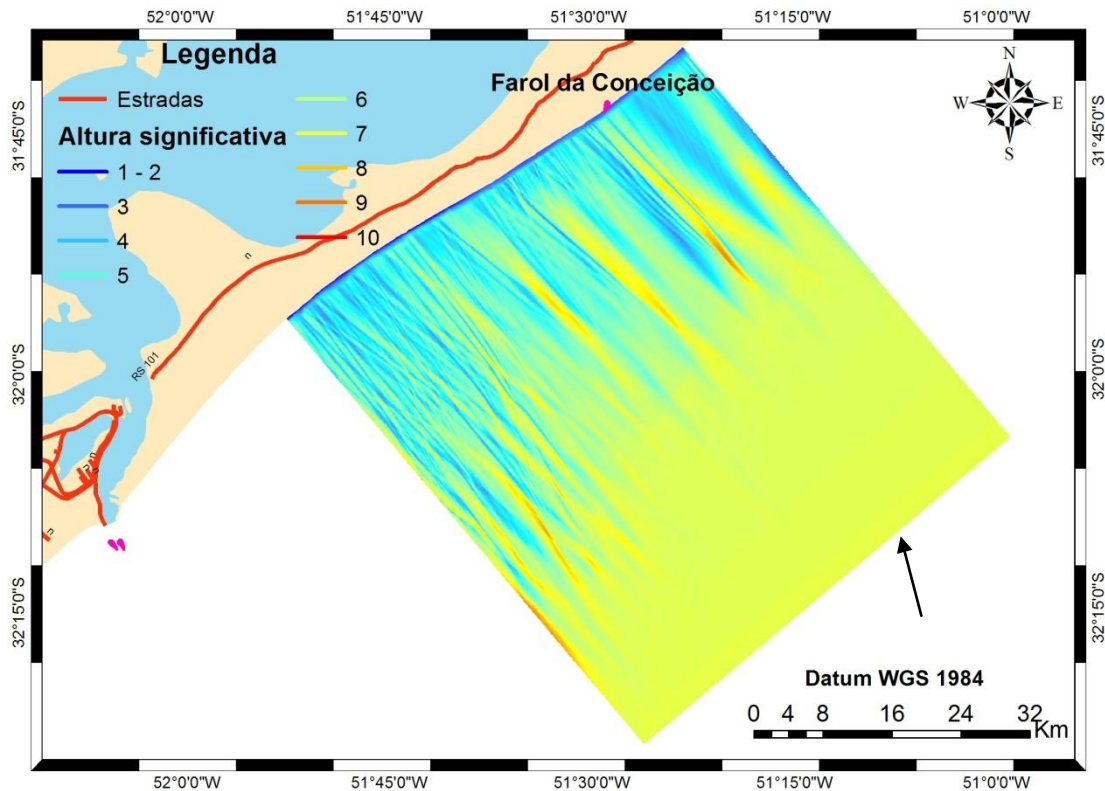 52°0'0"W 51°45'0"W 51°30'0"W 51°15'0"W 51°0'0"W
Legenda
Estradas
Altura significativa
1 - 2
3
4
5
6
7
8
9
10
Farol da Conceição
N
W E
S
31°45'0"S
31°45'0"S
n
RS 101
32°0'0"S
32°0'0"S
n
n
n
n
32°15'0"S
32°15'0"S
Datum WGS 1984
0 4 8 16 24 32
Km
52°0'0"W 51°45'0"W 51°30'0"W 51°15'0"W 51°0'0"W